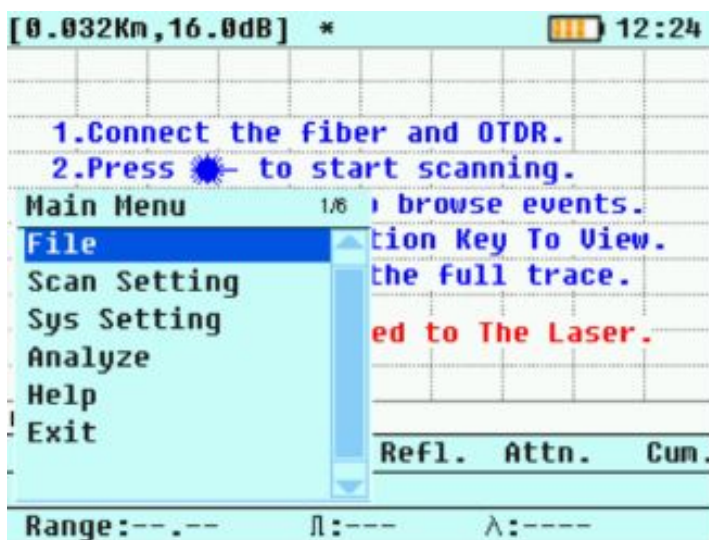 [0.032Km,16.0dB] * 12:24
1.Connect the fiber and OTDR.
2.Press to start scanning.
browse events.
tion Key To View.
the full trace.
ed to The Laser.
Main Menu 1/6
File
Scan Setting
Sys Setting
Analyze
Help
Exit
Refl. Attn. Cum.
Range:--.-- ⎍:--- λ:----